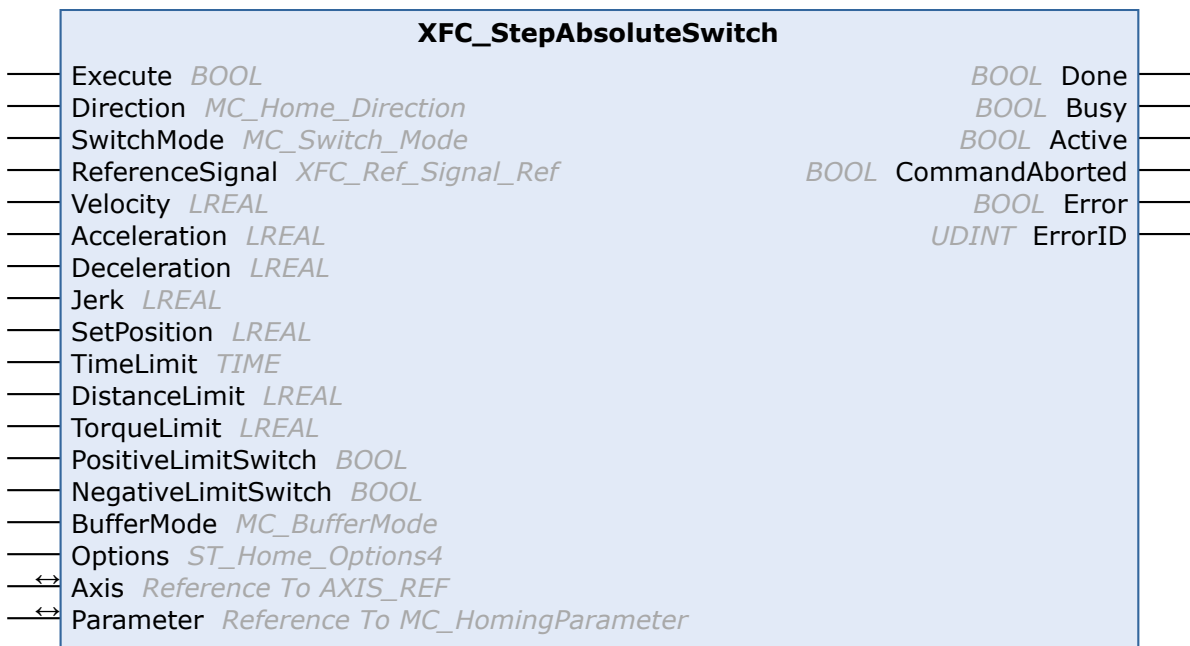 XFC_StepAbsoluteSwitch
Execute BOOL BOOL Done
Direction MC_Home_Direction BOOL Busy
SwitchMode MC_Switch_Mode BOOL Active
ReferenceSignal XFC_Ref_Signal_Ref BOOL CommandAborted
Velocity LREAL BOOL Error
Acceleration LREAL UDINT ErrorID
Deceleration LREAL
Jerk LREAL
SetPosition LREAL
TimeLimit TIME
DistanceLimit LREAL
TorqueLimit LREAL
PositiveLimitSwitch BOOL
NegativeLimitSwitch BOOL
BufferMode MC_BufferMode
Options ST_Home_Options4
↔ Axis Reference To AXIS_REF
↔ Parameter Reference To MC_HomingParameter